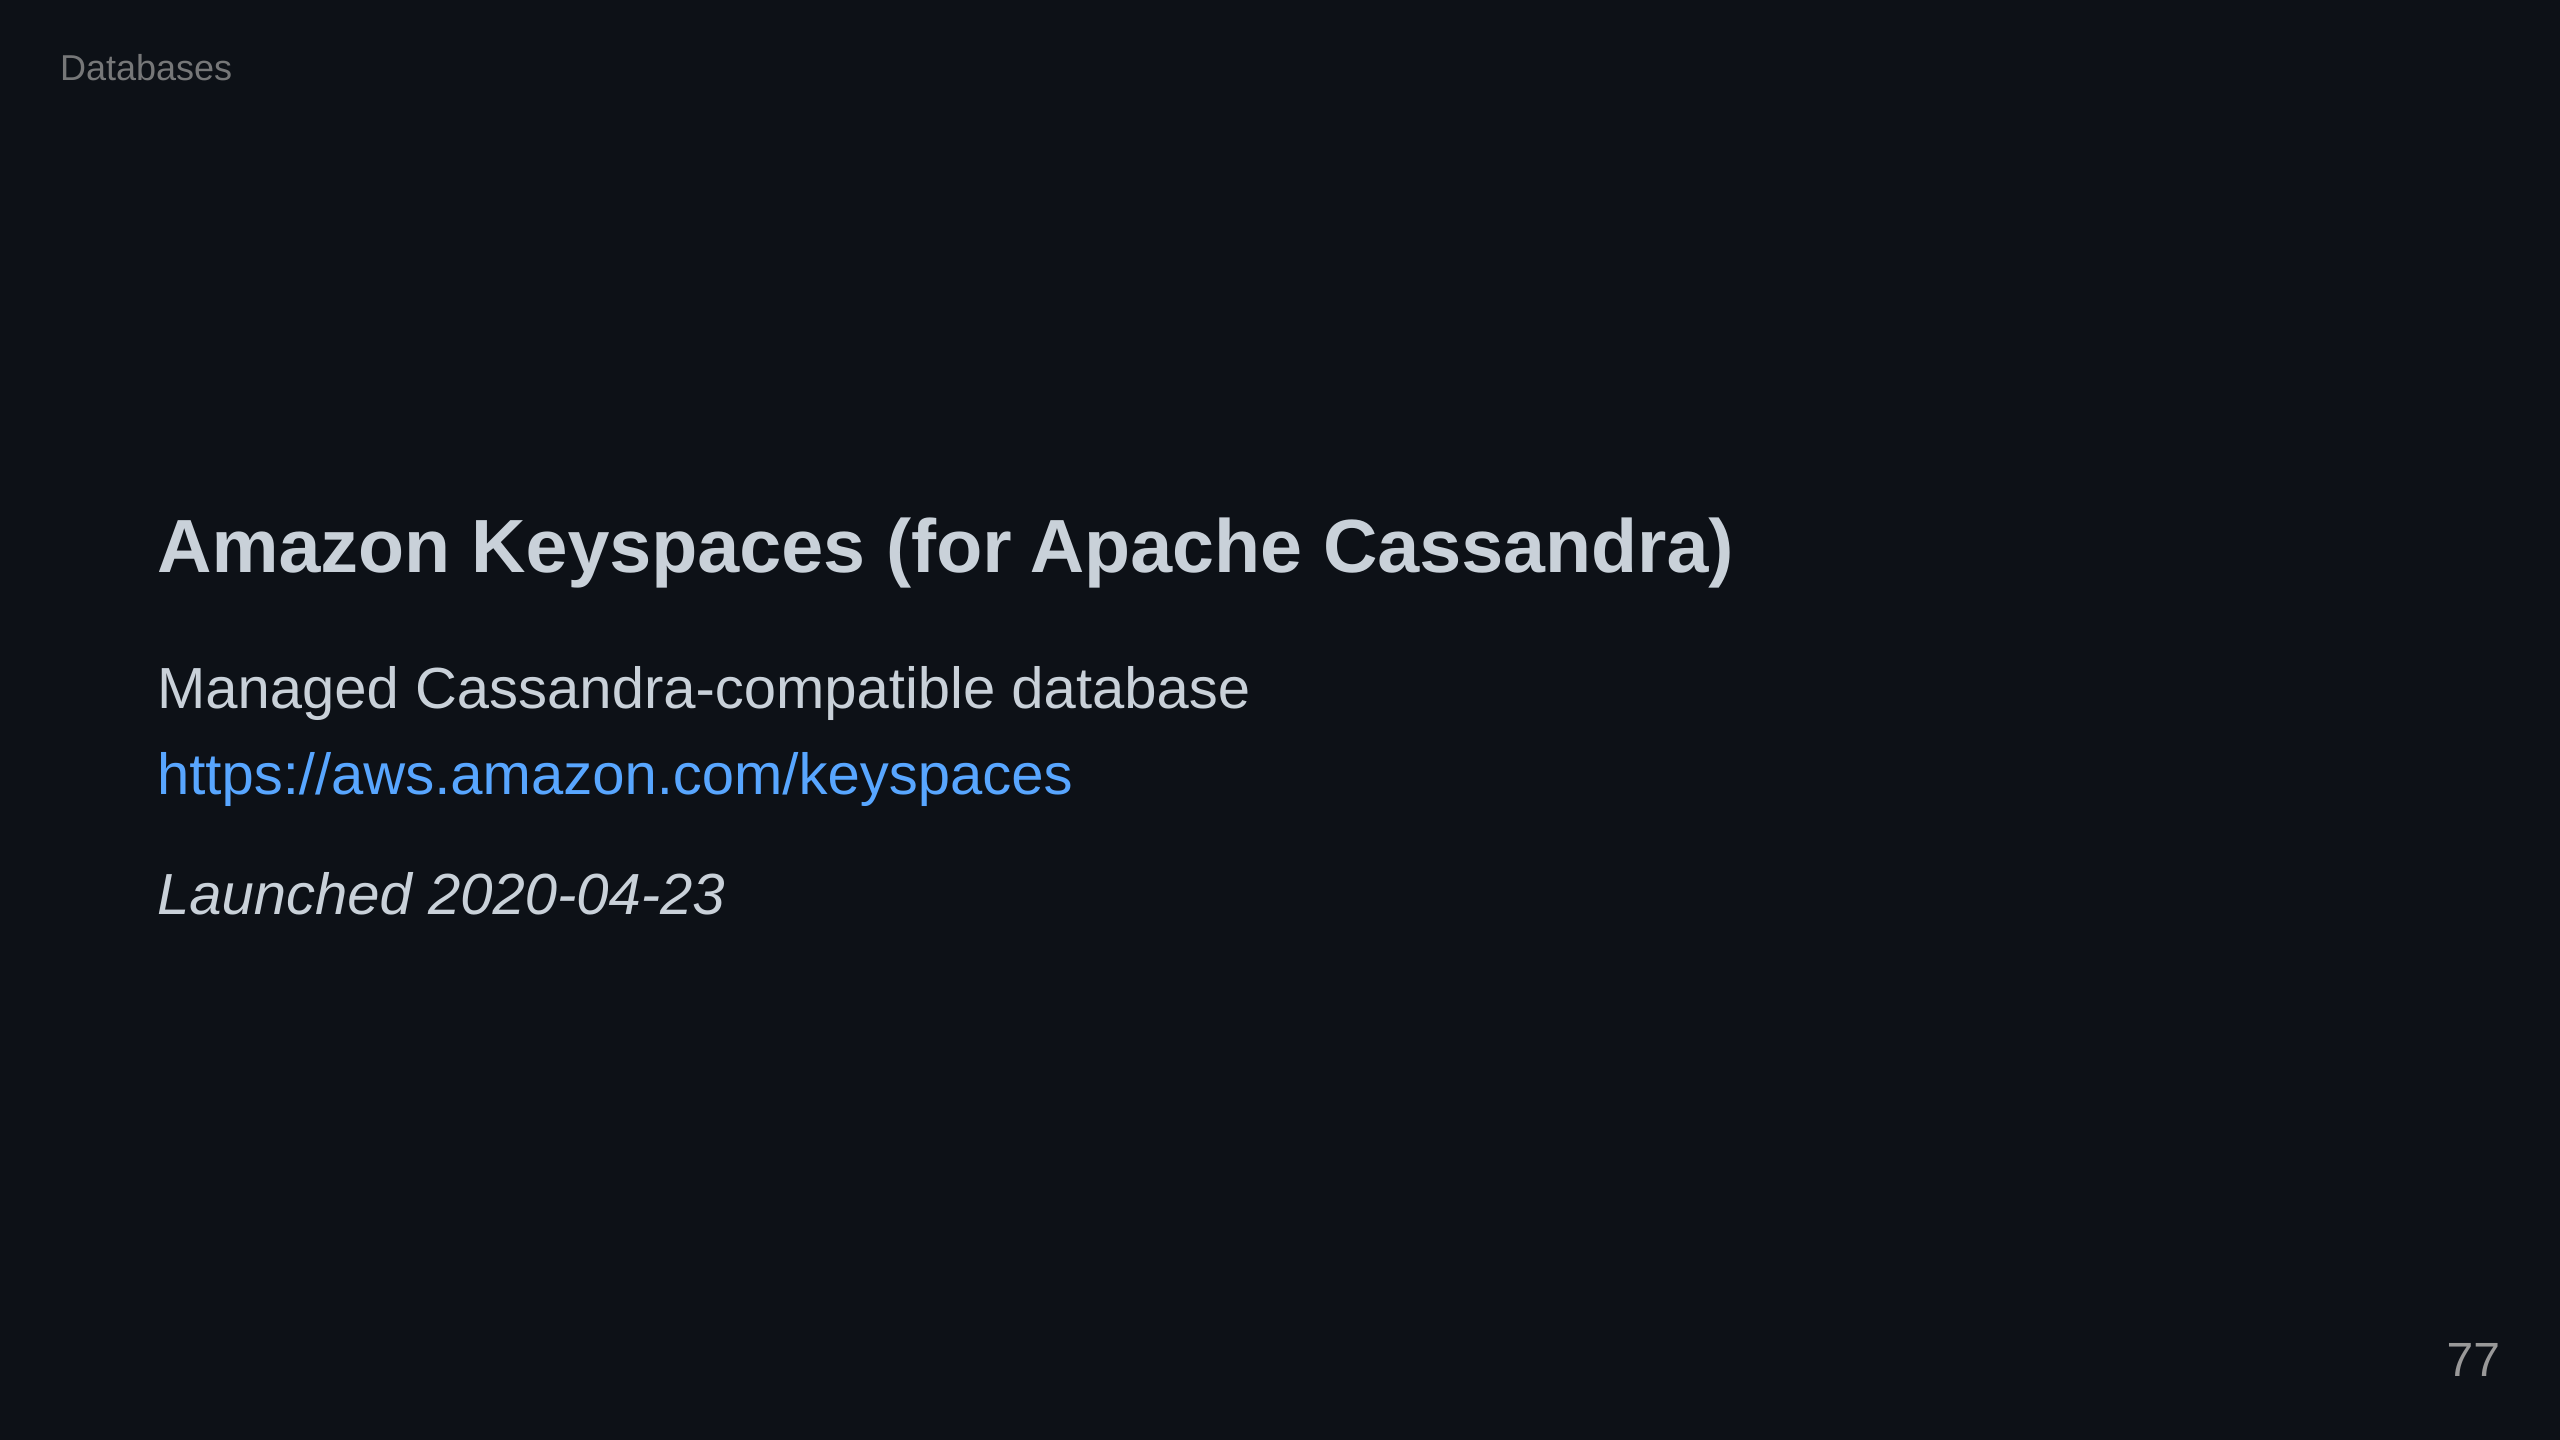 Databases
Amazon Keyspaces (for Apache Cassandra)
Managed Cassandra-compatible database
https://aws.amazon.com/keyspaces
Launched 2020-04-23
77